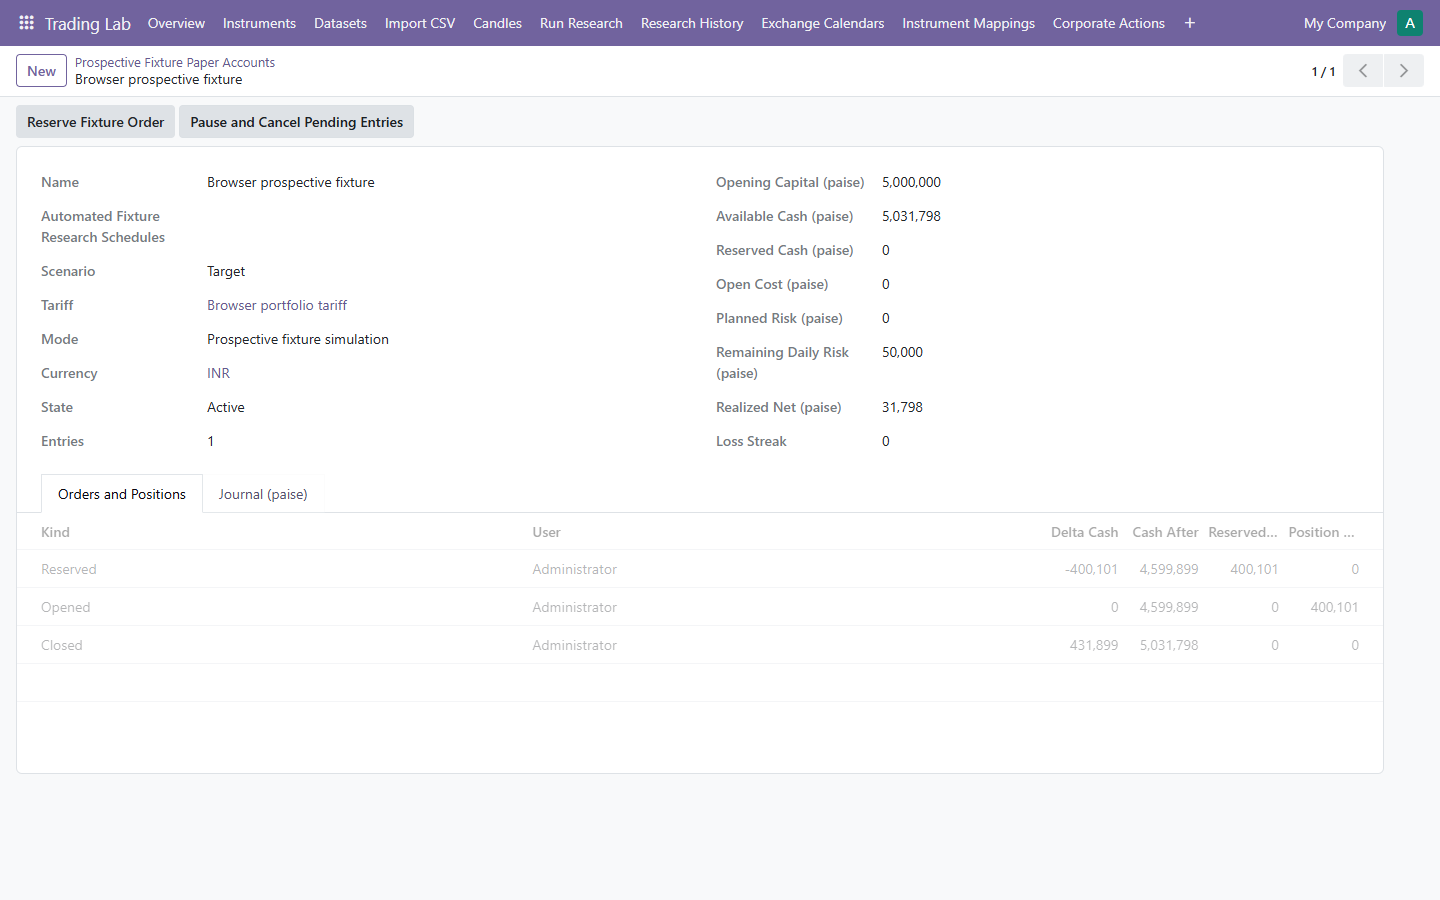 Trading Lab Overview Instruments Datasets Import CSV Candles Run Research Research History Exchange Calendars Instrument Mappings Corporate Actions + My Company A
New
Prospective Fixture Paper Accounts
Browser prospective fixture
1 / 1
Reserve Fixture Order Pause and Cancel Pending Entries
Name Browser prospective fixture
Automated Fixture
Research Schedules
Scenario Target
Tariff Browser portfolio tariff
Mode Prospective fixture simulation
Currency INR
State Active
Entries 1
Opening Capital (paise) 5,000,000
Available Cash (paise) 5,031,798
Reserved Cash (paise) 0
Open Cost (paise) 0
Planned Risk (paise) 0
Remaining Daily Risk 50,000
(paise)
Realized Net (paise) 31,798
Loss Streak 0
Orders and Positions Journal (paise)
Kind User Delta Cash Cash After Reserved... Position ...
Reserved Administrator -400,101 4,599,899 400,101 0
Opened Administrator 0 4,599,899 0 400,101
Closed Administrator 431,899 5,031,798 0 0